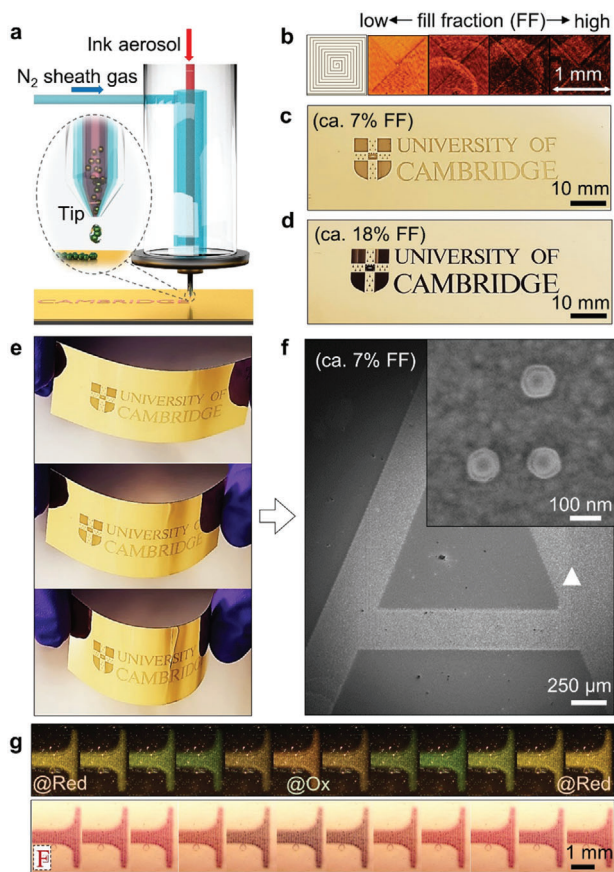 a
Ink aerosol
N₂ sheath gas
Tip
CAMBRIDGE
b
low ← fill fraction (FF) → high
1 mm
c
(ca. 7% FF)
UNIVERSITY OF
CAMBRIDGE
10 mm
d
(ca. 18% FF)
UNIVERSITY OF
CAMBRIDGE
10 mm
e
UNIVERSITY OF
CAMBRIDGE
UNIVERSITY OF
CAMBRIDGE
UNIVERSITY OF
CAMBRIDGE
f
(ca. 7% FF)
100 nm
250 µm
g
@Red
@Ox
@Red
F
1 mm